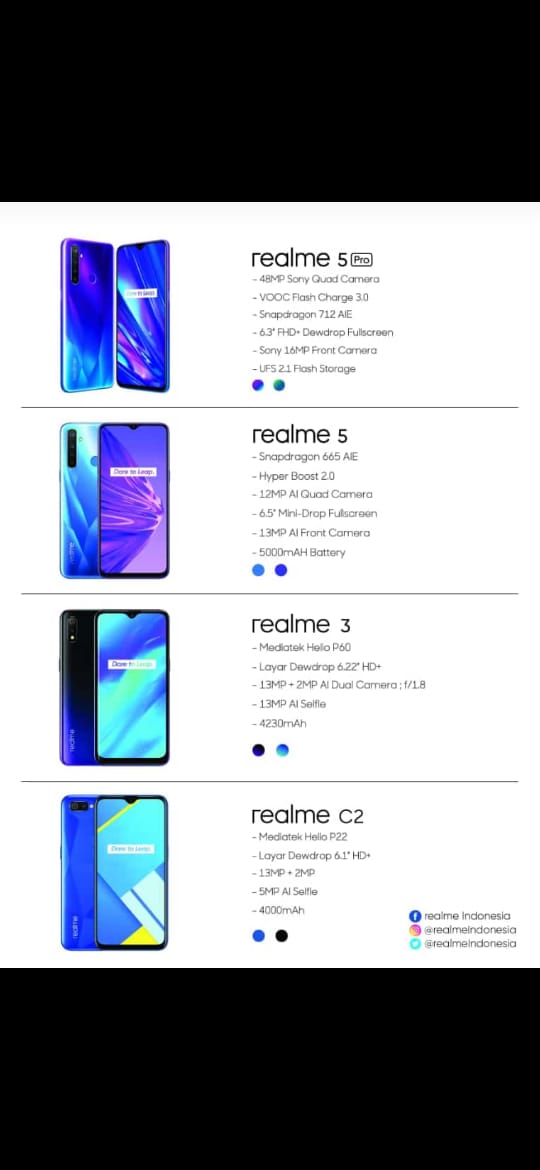 realme 5 Pro
- 48MP Sony Quad Camera
- VOOC Flash Charge 3.0
- Snapdragon 712 AIE
- 6.3" FHD+ Dewdrop Fullscreen
- Sony 16MP Front Camera
- UFS 2.1 Flash Storage
realme
Dare to Leap.
realme 5
- Snapdragon 665 AIE
- Hyper Boost 2.0
- 12MP AI Quad Camera
- 6.5" Mini-Drop Fullscreen
- 13MP AI Front Camera
- 5000mAH Battery
realme
Dare to Leap.
realme 3
- Mediatek Helio P60
- Layar Dewdrop 6.22" HD+
- 13MP + 2MP AI Dual Camera ; f/1.8
- 13MP AI Selfie
- 4230mAh
realme
Dare to Leap.
realme C2
- Mediatek Helio P22
- Layar Dewdrop 6.1" HD+
- 13MP + 2MP
- 5MP AI Selfie
- 4000mAh
realme
Dare to Leap.
realme Indonesia
@realmeIndonesia
@realmeIndonesia